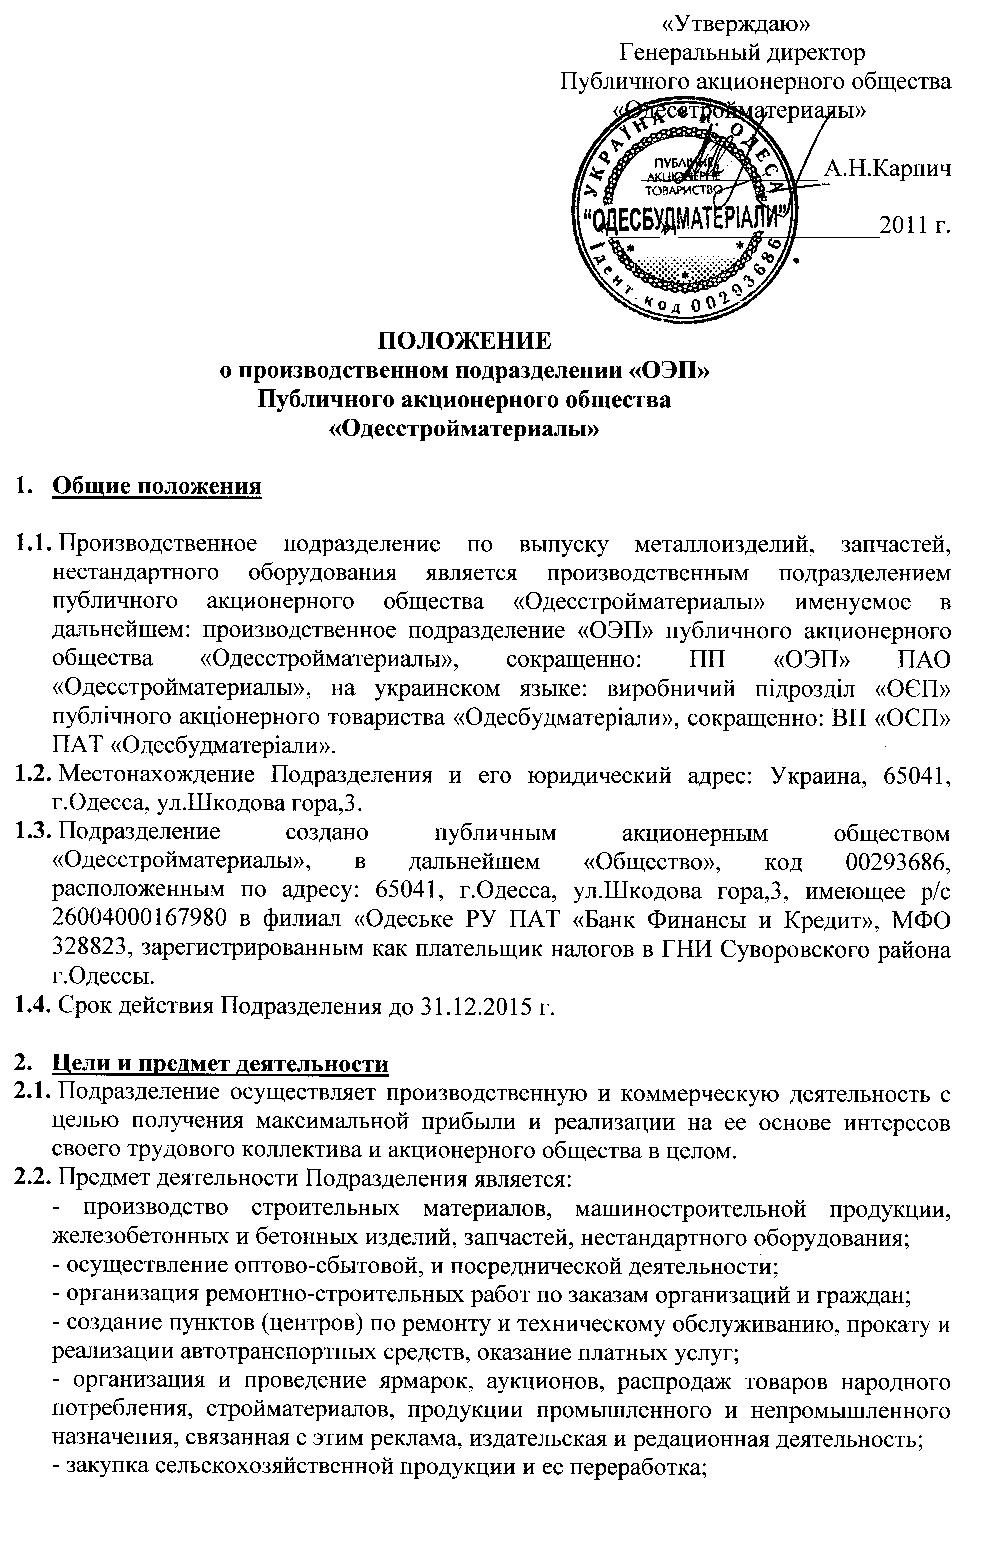 «Утверждаю»
Генеральный директор
Публичного акционерного общества
«Одесстройматериалы»
УКРАЇНА * м. ОДЕСА
ПУБЛІЧНЕ
АКЦІОНЕРНЕ
ТОВАРИСТВО
"ОДЕСБУДМАТЕРІАЛИ"
Ідент. код 00293686
А.Н.Карпич
2011 г.
ПОЛОЖЕНИЕ
о производственном подразделении «ОЭП»
Публичного акционерного общества
«Одесстройматериалы»
1. Общие положения
1.1. Производственное подразделение по выпуску металлоизделий, запчастей,
нестандартного оборудования является производственным подразделением
публичного акционерного общества «Одесстройматериалы» именуемое в
дальнейшем: производственное подразделение «ОЭП» публичного акционерного
общества «Одесстройматериалы», сокращенно: ПП «ОЭП» ПАО
«Одесстройматериалы», на украинском языке: виробничий підрозділ «ОЄП»
публічного акціонерного товариства «Одесбудматеріали», сокращенно: ВП «ОЄП»
ПАТ «Одесбудматеріали».
1.2. Местонахождение Подразделения и его юридический адрес: Украина, 65041,
г.Одесса, ул.Шкодова гора,3.
1.3. Подразделение создано публичным акционерным обществом
«Одесстройматериалы», в дальнейшем «Общество», код 00293686,
расположенным по адресу: 65041, г.Одесса, ул.Шкодова гора,3, имеющее р/с
26004000167980 в филиал «Одеське РУ ПАТ «Банк Финансы и Кредит», МФО
328823, зарегистрированным как плательщик налогов в ГНИ Суворовского района
г.Одессы.
1.4. Срок действия Подразделения до 31.12.2015 г.
2. Цели и предмет деятельности
2.1. Подразделение осуществляет производственную и коммерческую деятельность с
целью получения максимальной прибыли и реализации на ее основе интересов
своего трудового коллектива и акционерного общества в целом.
2.2. Предмет деятельности Подразделения является:
- производство строительных материалов, машиностроительной продукции,
железобетонных и бетонных изделий, запчастей, нестандартного оборудования;
- осуществление оптово-сбытовой, и посреднической деятельности;
- организация ремонтно-строительных работ по заказам организаций и граждан;
- создание пунктов (центров) по ремонту и техническому обслуживанию, прокату и
реализации автотранспортных средств, оказание платных услуг;
- организация и проведение ярмарок, аукционов, распродаж товаров народного
потребления, стройматериалов, продукции промышленного и непромышленного
назначения, связанная с этим реклама, издательская и редационная деятельность;
- закупка сельскохозяйственной продукции и ее переработка;